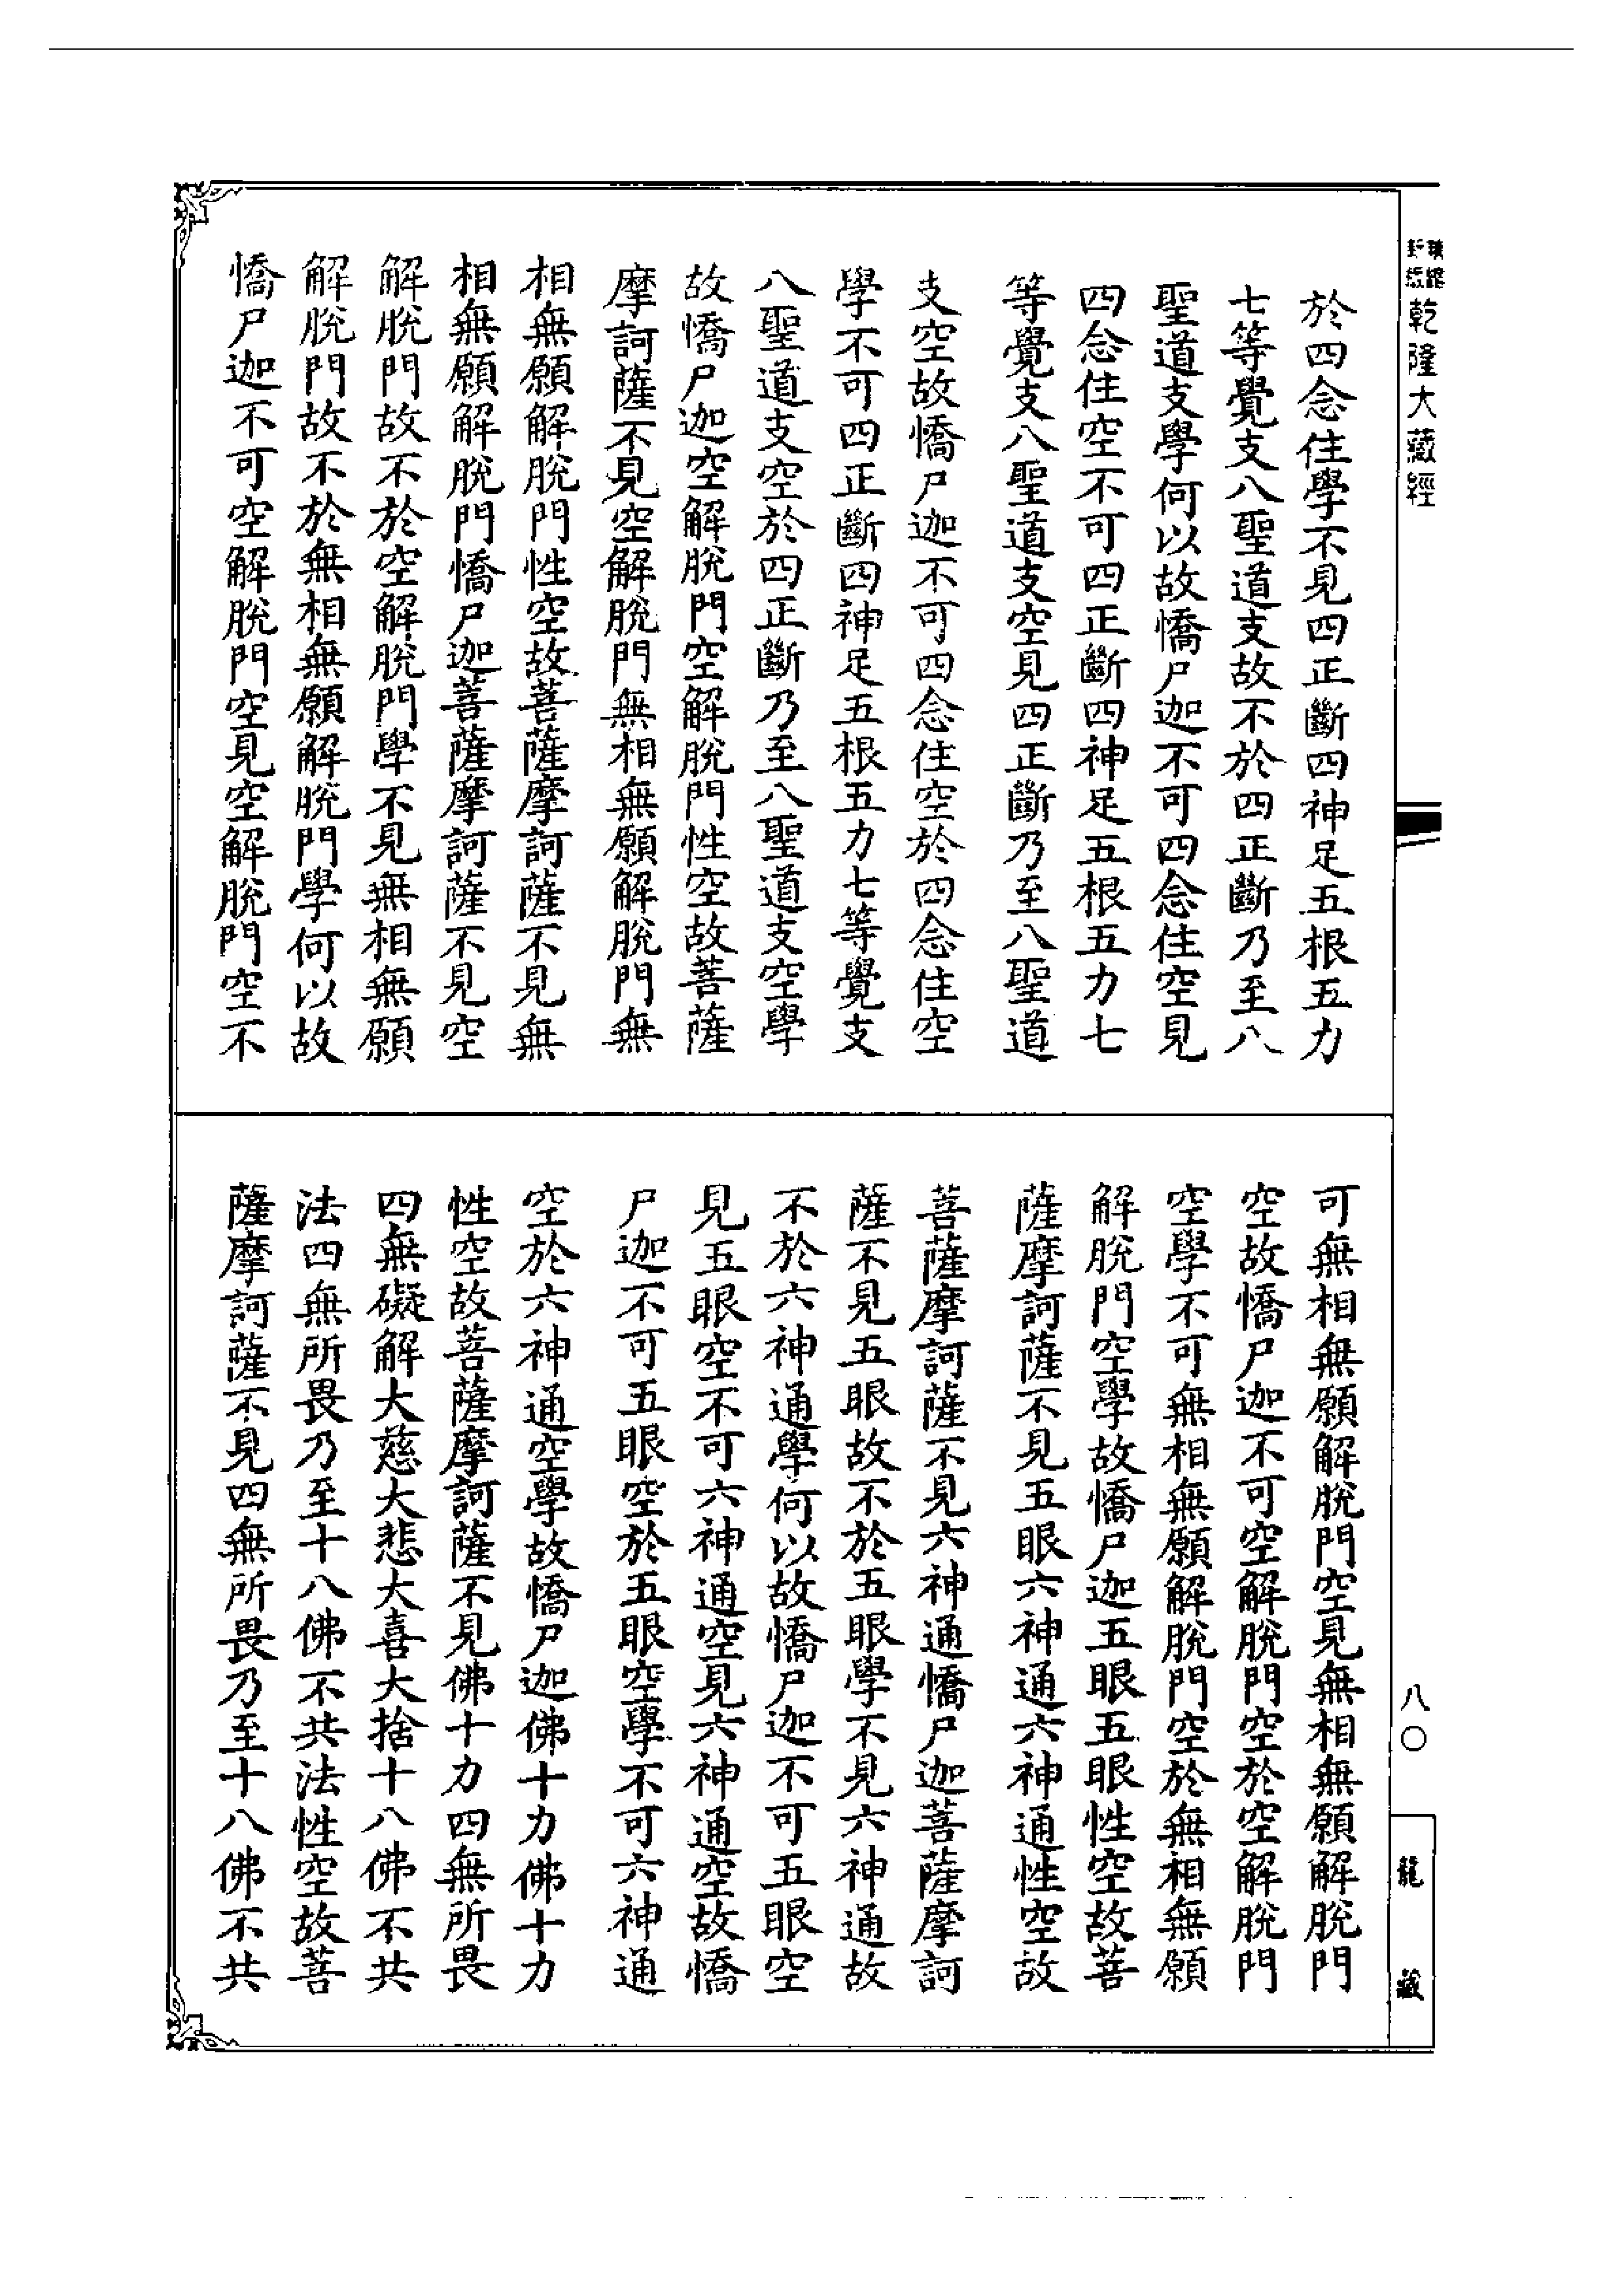 乾隆大藏經
於四念住學不見四正斷四神足五根五力
七等覺支八聖道支故不於四正斷乃至八
聖道支學何以故憍尸迦不可四念住空見
四念住空不可四正斷四神足五根五力七
等覺支八聖道支空見四正斷乃至八聖道
支空故憍尸迦不可四念住空於四念住空
學不可四正斷四神足五根五力七等覺支
八聖道支空於四正斷乃至八聖道支空學
故憍尸迦空解脫門空解脫門性空故菩薩
摩訶薩不見空解脫門無相無願解脫門無
相無願解脫門性空故菩薩摩訶薩不見無
相無願解脫門憍尸迦菩薩摩訶薩不見空
解脫門故不於空解脫門學不見無相無願
解脫門故不於無相無願解脫門學何以故
憍尸迦不可空解脫門空見空解脫門空不
可無相無願解脫門空見無相無願解脫門
空故憍尸迦不可空解脫門空於空解脫門
空學不可無相無願解脫門空於無相無願
解脫門空學故憍尸迦五眼五眼性空故菩
薩摩訶薩不見五眼六神通六神通性空故
菩薩摩訶薩不見六神通憍尸迦菩薩摩訶
薩不見五眼故不於五眼學不見六神通故
不於六神通學何以故憍尸迦不可五眼空
見五眼空不可六神通空見六神通空故憍
尸迦不可五眼空於五眼空學不可六神通
空於六神通空學故憍尸迦佛十力佛十力
性空故菩薩摩訶薩不見佛十力四無所畏
四無礙解大慈大悲大喜大捨十八佛不共
法四無所畏乃至十八佛不共法性空故菩
薩摩訶薩不見四無所畏乃至十八佛不共
八〇
龍藏